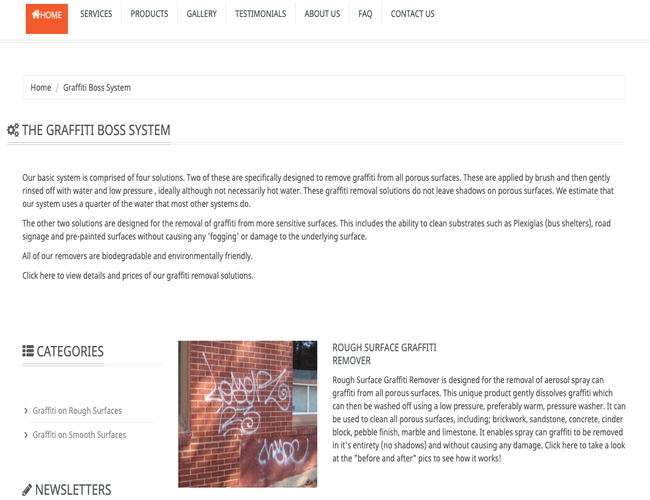 HOME SERVICES PRODUCTS GALLERY TESTIMONIALS ABOUT US FAQ CONTACT US
Home / Graffiti Boss System
THE GRAFFITI BOSS SYSTEM
Our basic system is comprised of four solutions. Two of these are specifically designed to remove graffiti from all porous surfaces. These are applied by brush and then gently
rinsed off with water and low pressure , ideally although not necessarily hot water. These graffiti removal solutions do not leave shadows on porous surfaces. We estimate that
our system uses a quarter of the water that most other systems do.
The other two solutions are designed for the removal of graffiti from more sensitive surfaces. This includes the ability to clean substrates such as Plexiglas (bus shelters), road
signage and pre-painted surfaces without causing any 'fogging' or damage to the underlying surface.
All of our removers are biodegradable and environmentally friendly.
Click here to view details and prices of our graffiti removal solutions.
CATEGORIES
Graffiti on Rough Surfaces
Graffiti on Smooth Surfaces
NEWSLETTERS
ROUGH SURFACE GRAFFITI
REMOVER
Rough Surface Graffiti Remover is designed for the removal of aerosol spray can
graffiti from all porous surfaces. This unique product gently dissolves graffiti which
can then be washed off using a low pressure, preferably warm, pressure washer. It can
be used to clean all porous surfaces, including; brickwork, sandstone, concrete, cinder
block, pebble finish, marble and limestone. It enables spray can graffiti to be removed
in it's entirety (no shadows) and without causing any damage. Click here to take a look
at the "before and after" pics to see how it works!